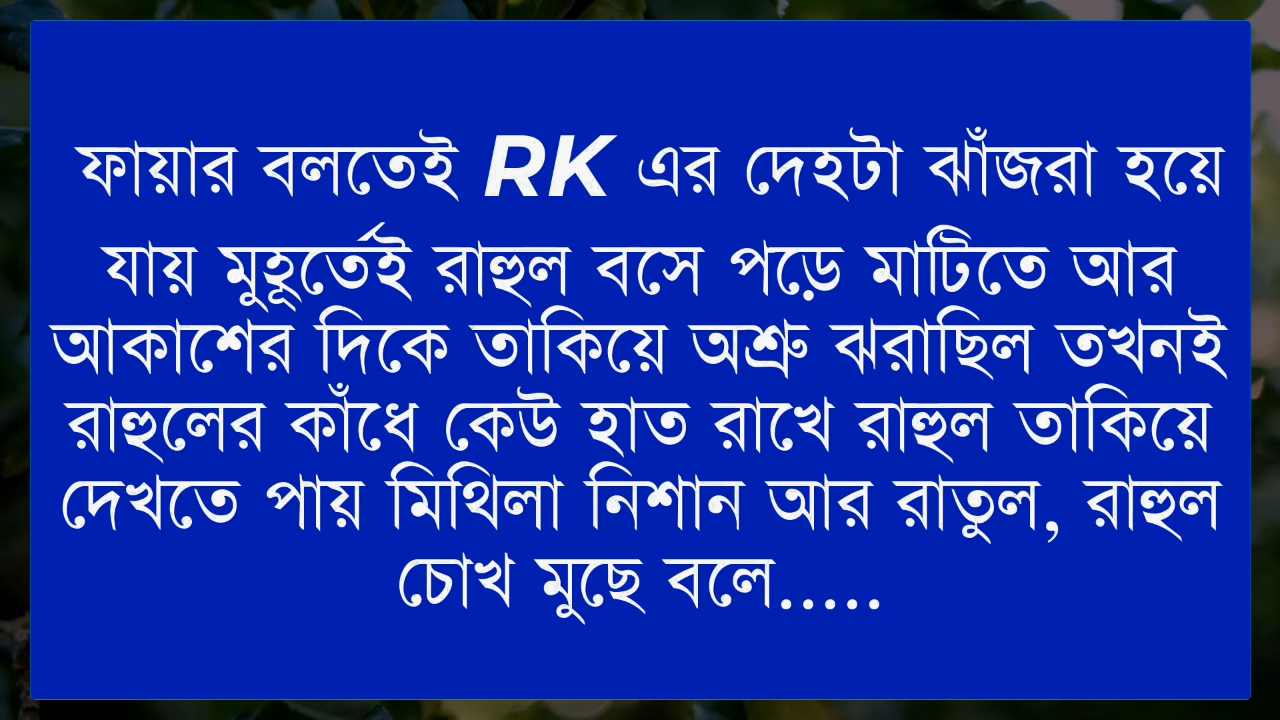 ফায়ার বলতেই RK এর দেহটা ঝাঁজরা হয়ে
যায় মুহূর্তেই রাহুল বসে পড়ে মাটিতে আর
আকাশের দিকে তাকিয়ে অশ্রু ঝরাছিল তখনই
রাহুলের কাঁধে কেউ হাত রাখে রাহুল তাকিয়ে
দেখতে পায় মিথিলা নিশান আর রাতুল, রাহুল
চোখ মুছে বলে.....